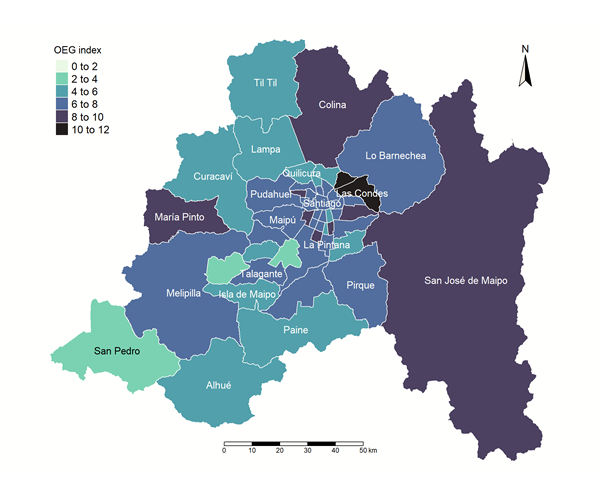 OEG index
0 to 2
2 to 4
4 to 6
6 to 8
8 to 10
10 to 12
N
Til Til
Colina
Lampa
Lo Barnechea
Quilicura
Curacaví
Pudahuel
Las Condes
Santiago
María Pinto
Maipú
La Pintana
Talagante
San José de Maipo
Pirque
Melipilla
Isla de Maipo
Paine
San Pedro
Alhué
0 10 20 30 40 50 km